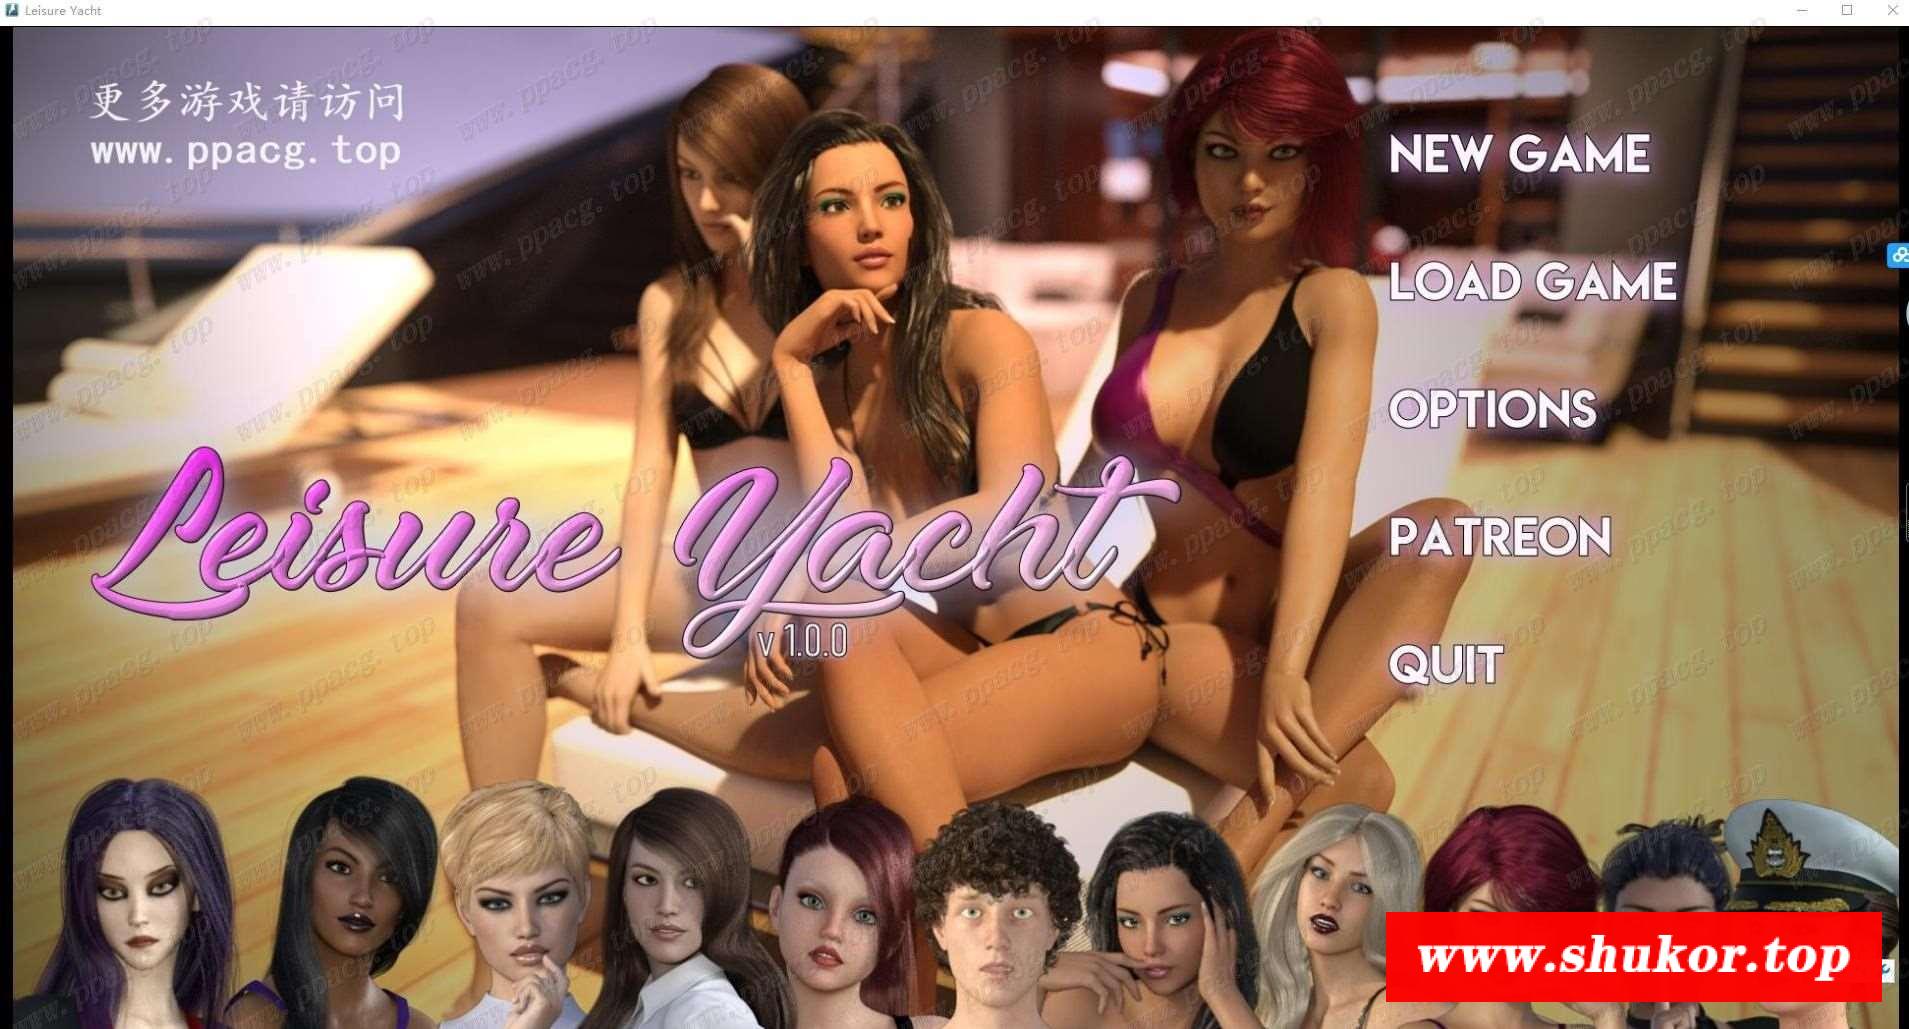 Leisure Yacht
更多游戏请访问
www.ppacg.top
NEW GAME
LOAD GAME
OPTIONS
PATREON
QUIT
Leisure Yacht
v 1.0.0
www.shukor.top